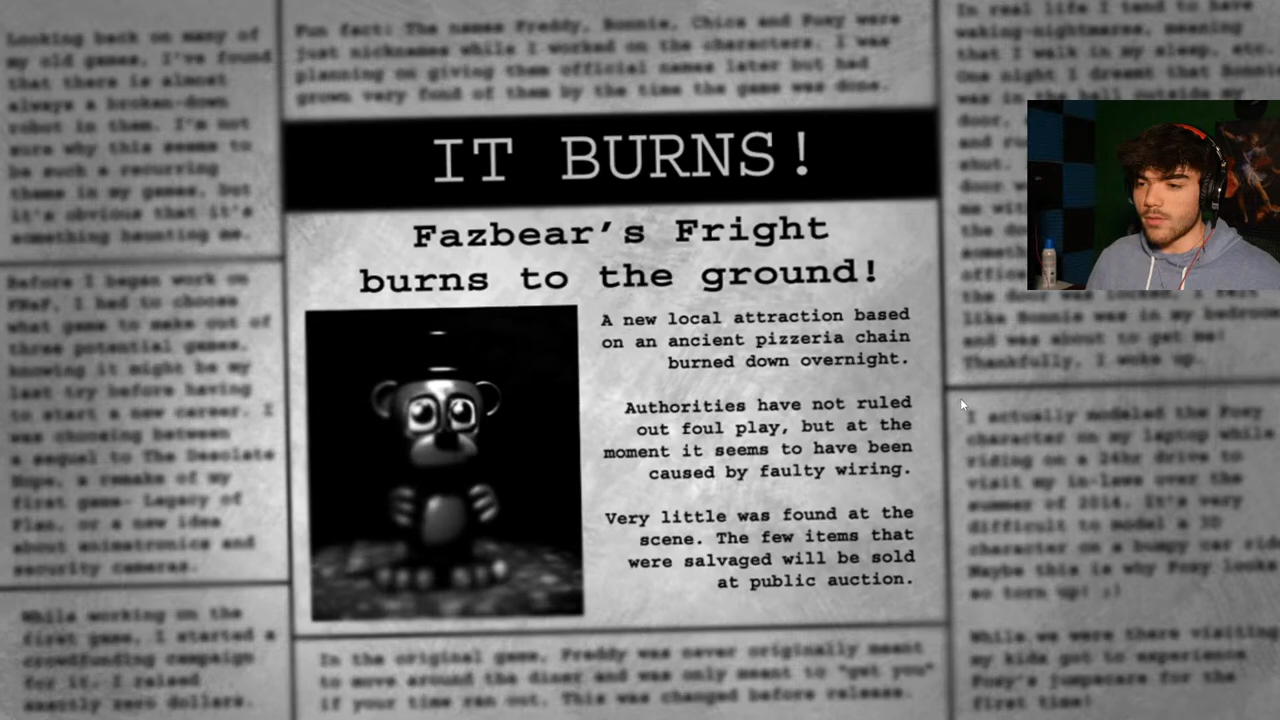 Looking back on many of
my old games, I've found
that there is almost
always a broken-down
robot in them. I'm not
sure why this seems to
be such a recurring
theme in my games, but
it's obvious that it's
something haunting me.
Before I began work on
FNaF, I had to choose
what game to make out of
three potential games,
knowing it might be my
last try before having
to start a new career. I
was choosing between
a sequel to The Desolate
Hope, a remake of my
first game- Legacy of
Flan, or a new idea
about animatronics and
security cameras.
While working on the
first game, I started a
crowdfunding campaign
for it. I raised
exactly zero dollars.
Fun fact: The names Freddy, Bonnie, Chica and Foxy were
just nicknames while I worked on the characters. I was
planning on giving them official names later but had
grown very fond of them by the time the game was done.
IT BURNS!
Fazbear's Fright
burns to the ground!
A new local attraction based
on an ancient pizzeria chain
burned down overnight.
Authorities have not ruled
out foul play, but at the
moment it seems to have been
caused by faulty wiring.
Very little was found at the
scene. The few items that
were salvaged will be sold
at public auction.
In the original game, Freddy was never originally meant
to move around the diner and was only meant to "get you"
if your time ran out. This was changed before release.
In real life I tend to have
waking-nightmares, meaning
that I walk in my sleep, etc.
One night I dreamt that Bonnie
was in the hall outside my
door,
and
shut.
door
me
the
the door was locked. I felt
like Bonnie was in my bedroom
and was about to get me!
Thankfully, I woke up.
I actually modeled the Foxy
character on my laptop while
riding on a 24hr drive to
visit my in-laws over the
summer of 2014. It's very
difficult to model a 3D
character on a bumpy car ride
Maybe this is why Foxy looks
so torn up! ;)
While we were there visiting
my kids got to experience
Foxy's jumpscare for the
first time!